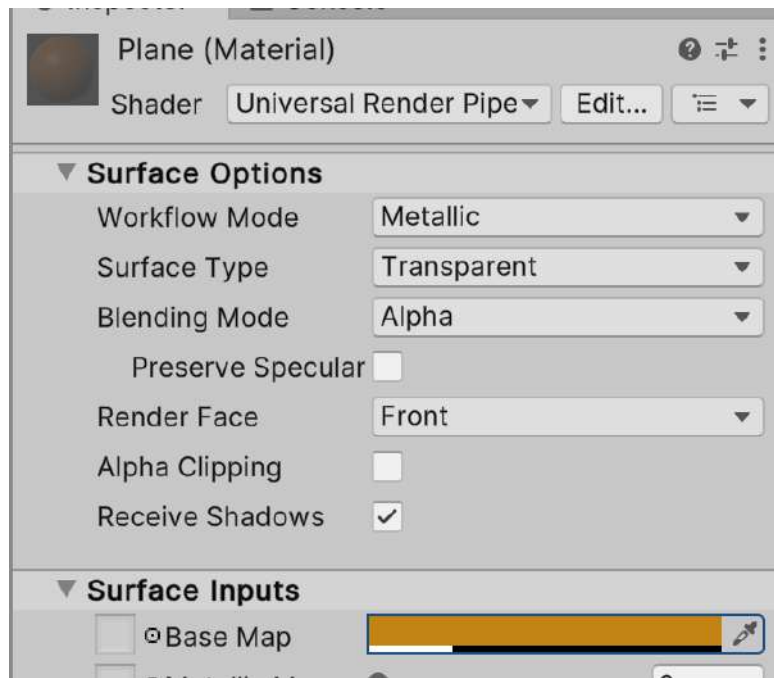 Plane (Material)
Shader Universal Render Pipe Edit...
Surface Options
Workflow Mode Metallic
Surface Type Transparent
Blending Mode Alpha
Preserve Specular
Render Face Front
Alpha Clipping
Receive Shadows
Surface Inputs
Base Map